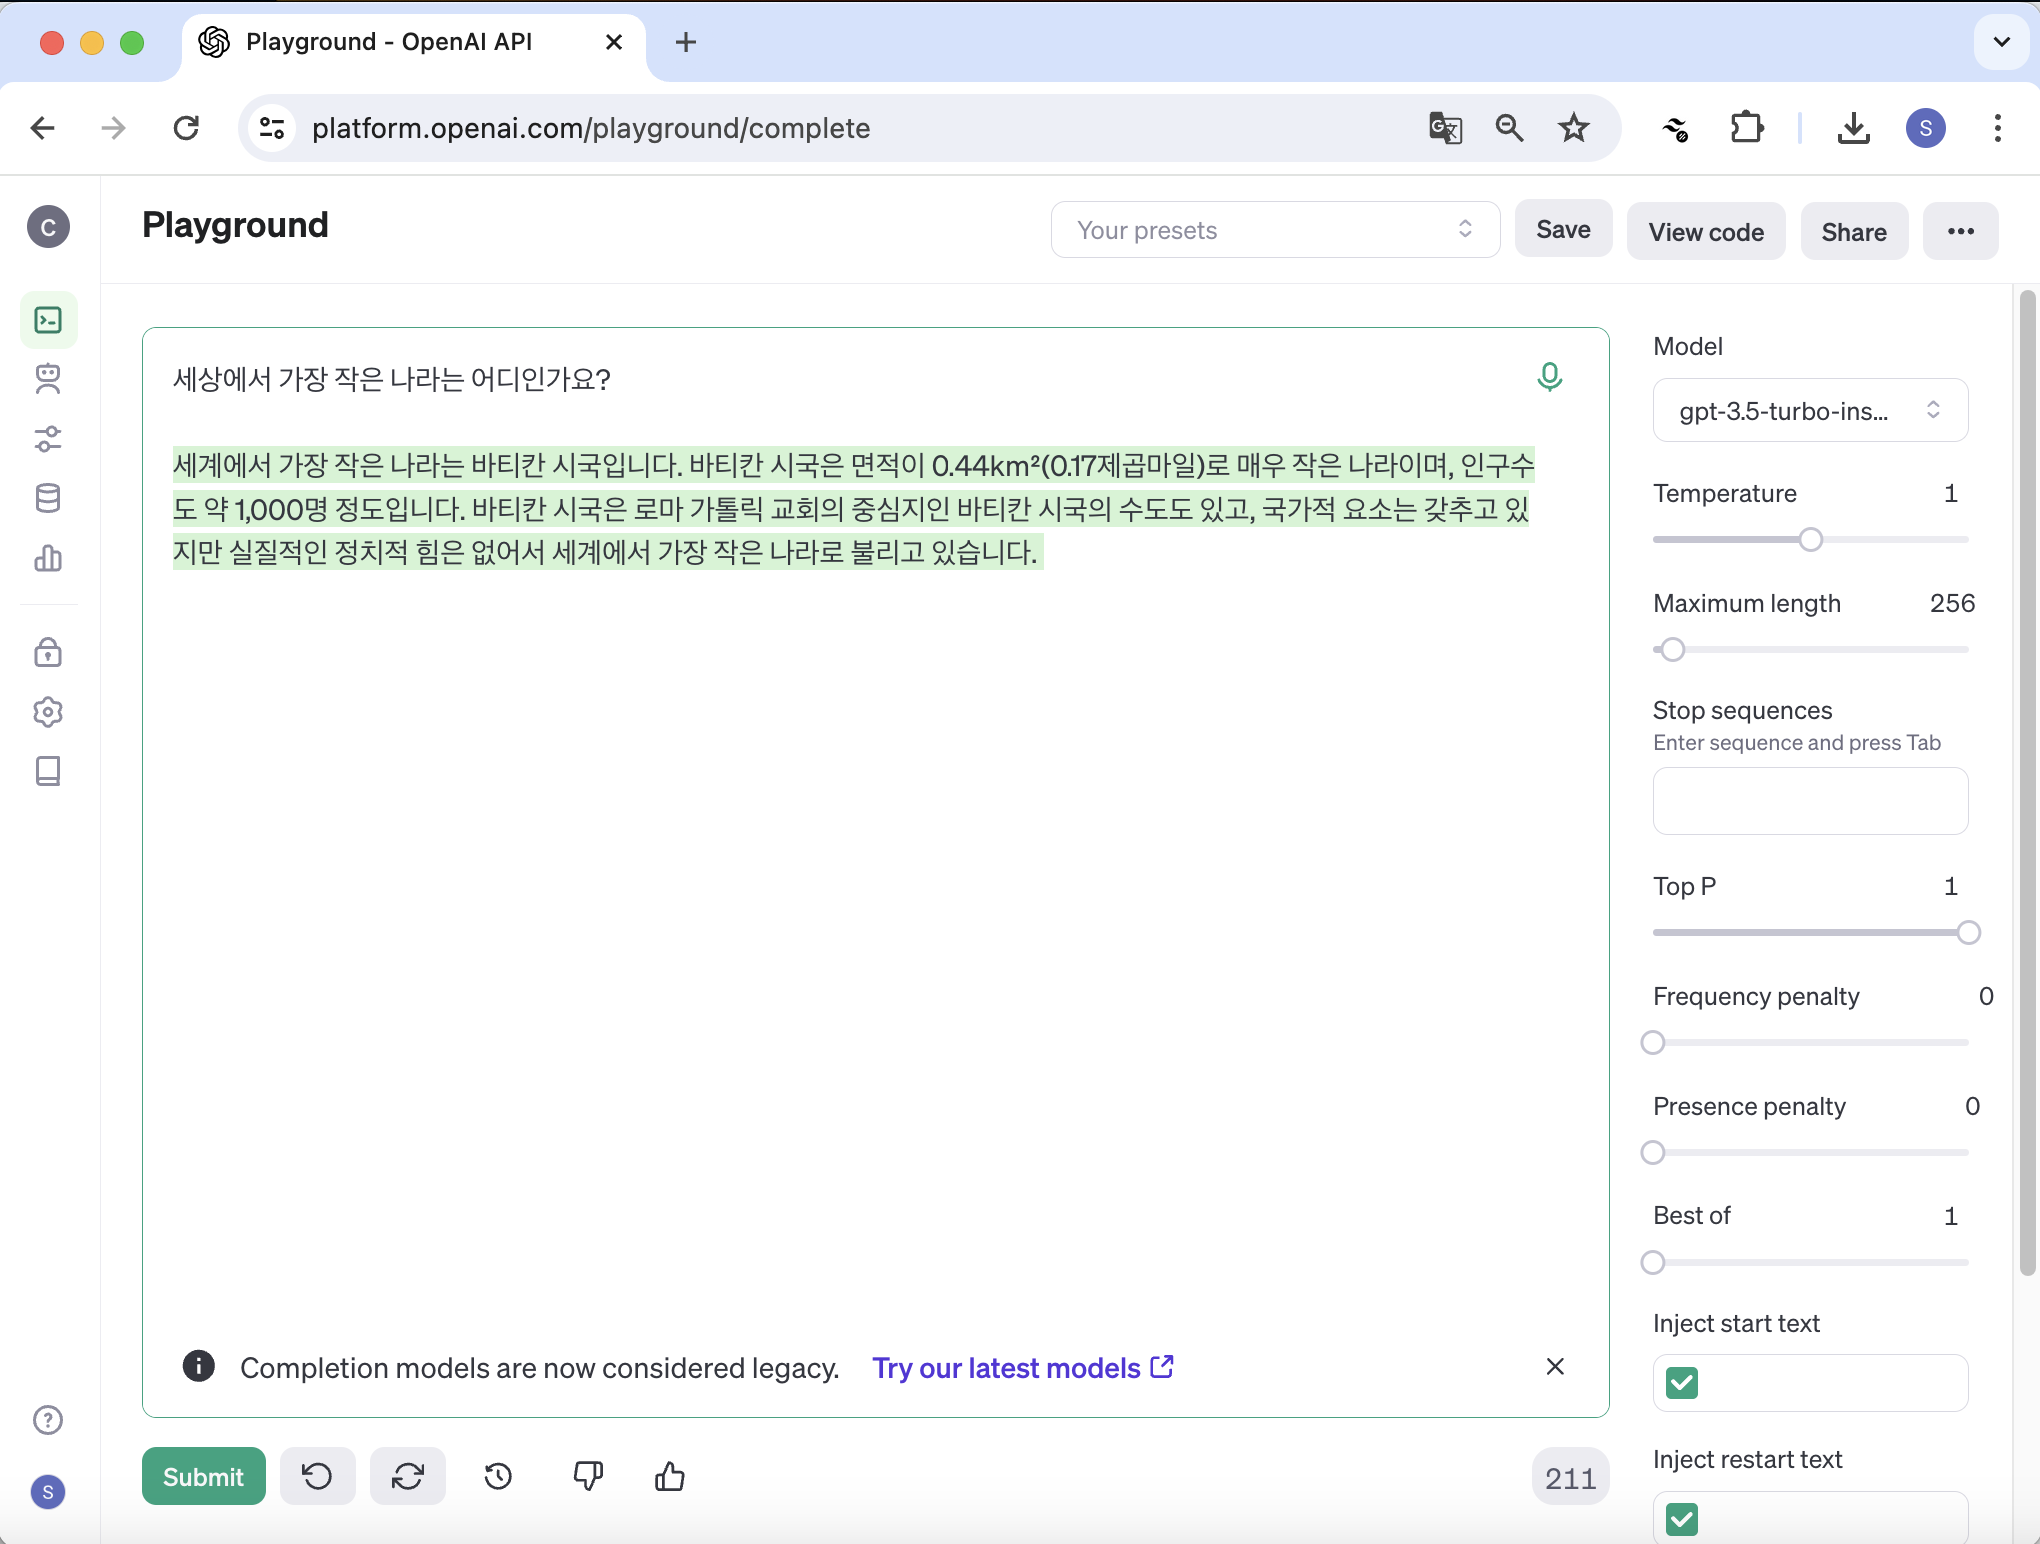 Playground - OpenAI API
platform.openai.com/playground/complete
S
C
Playground
Your presets
Save
View code
Share
세상에서 가장 작은 나라는 어디인가요?
세계에서 가장 작은 나라는 바티칸 시국입니다. 바티칸 시국은 면적이 0.44km²(0.17제곱마일)로 매우 작은 나라이며, 인구수
도 약 1,000명 정도입니다. 바티칸 시국은 로마 가톨릭 교회의 중심지인 바티칸 시국의 수도도 있고, 국가적 요소는 갖추고 있
지만 실질적인 정치적 힘은 없어서 세계에서 가장 작은 나라로 불리고 있습니다.
Completion models are now considered legacy. Try our latest models
Submit
211
S
Model
gpt-3.5-turbo-ins...
Temperature 1
Maximum length 256
Stop sequences
Enter sequence and press Tab
Top P 1
Frequency penalty 0
Presence penalty 0
Best of 1
Inject start text
Inject restart text